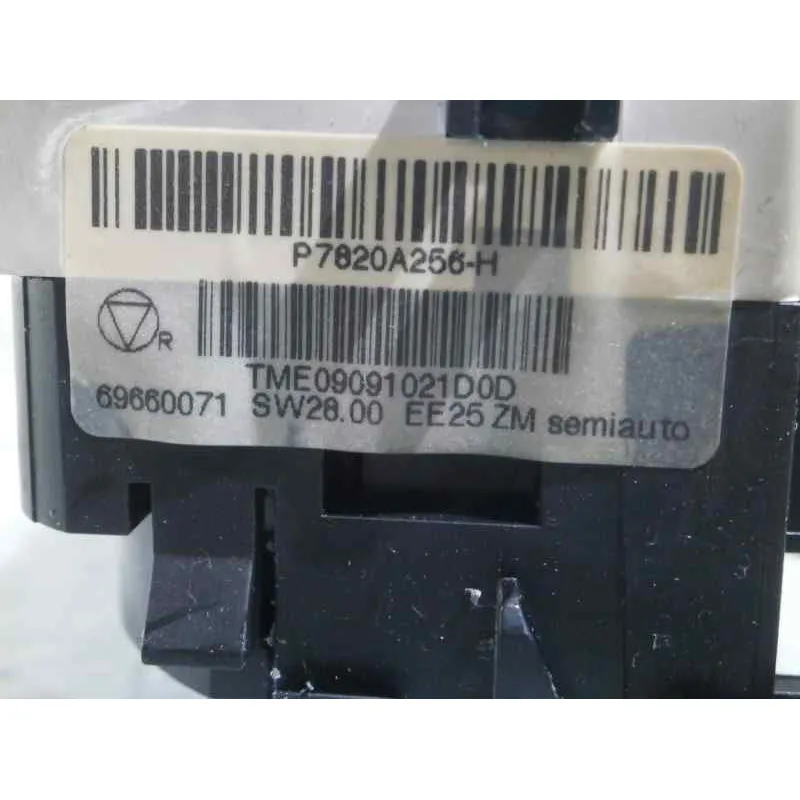 P7820A256-H
R
TME09091021D0D
69660071 SW28.00 EE25 ZM semiauto